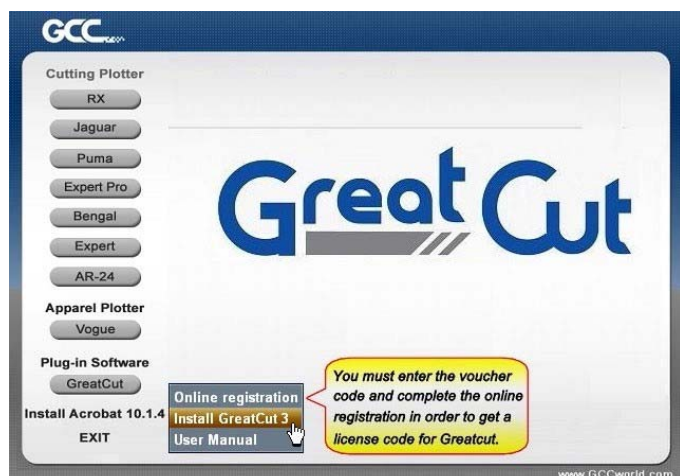 GCC
Cutting Plotter
RX
Jaguar
Puma
Expert Pro
Bengal
Expert
AR-24
Apparel Plotter
Vogue
Plug-in Software
GreatCut
Install Acrobat 10.1.4
EXIT
Great Cut
Online registration
Install GreatCut 3
User Manual
You must enter the voucher
code and complete the online
registration in order to get a
license code for Greatcut.
www.GCCworld.com